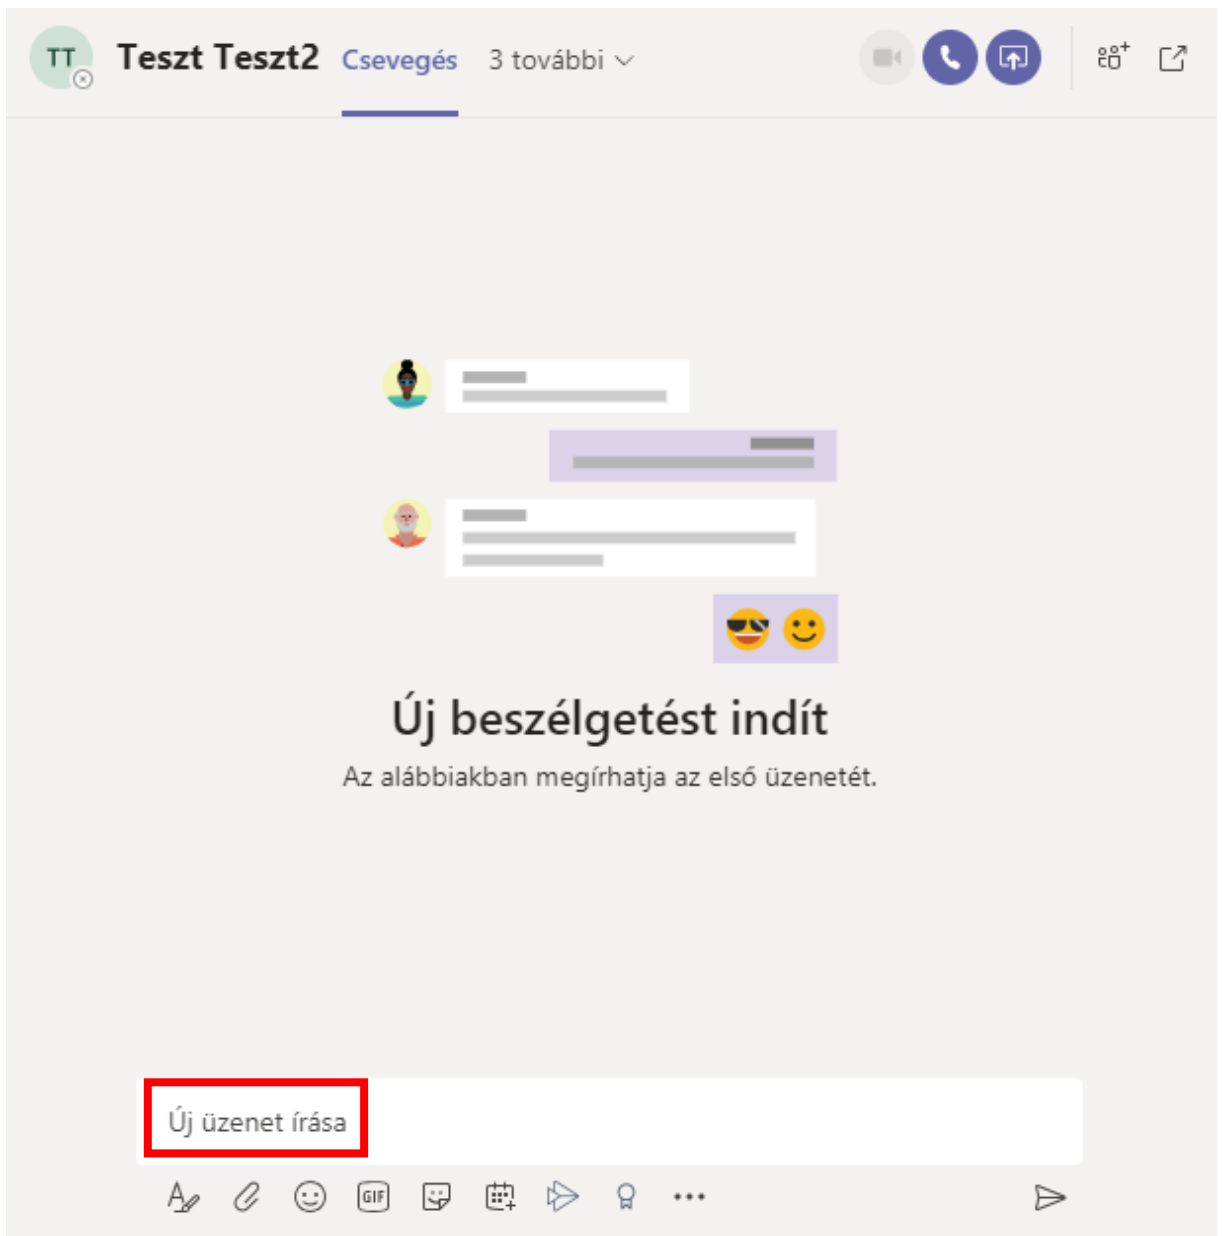 TT Teszt Teszt2 Csevegés 3 további
Új beszélgetést indít
Az alábbiakban megírhatja az első üzenetét.
Új üzenet írása
GIF